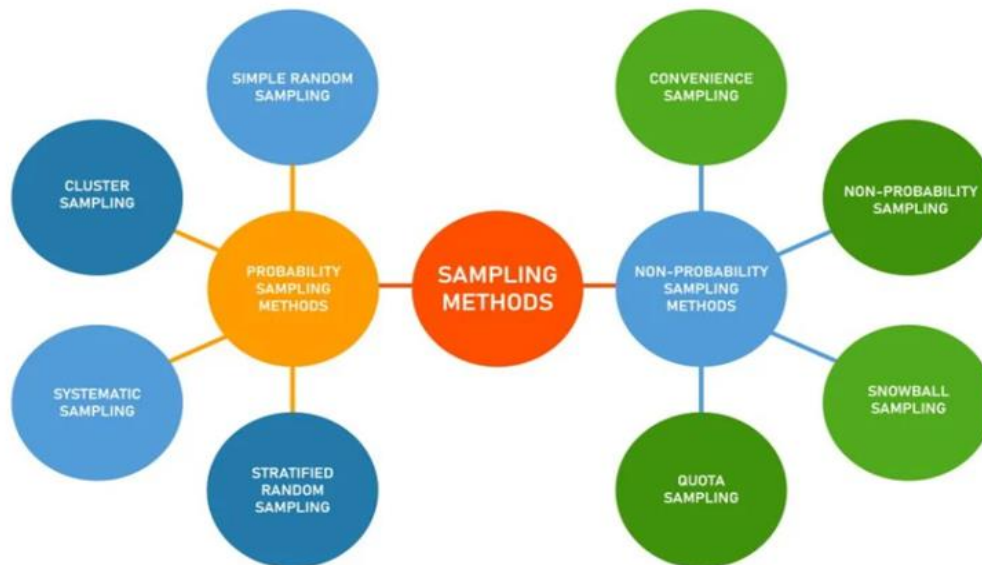 SIMPLE RANDOM
SAMPLING
CONVENIENCE
SAMPLING
CLUSTER
SAMPLING
NON-PROBABILITY
SAMPLING
PROBABILITY
SAMPLING
METHODS
SAMPLING
METHODS
NON-PROBABILITY
SAMPLING
METHODS
SYSTEMATIC
SAMPLING
SNOWBALL
SAMPLING
STRATIFIED
RANDOM
SAMPLING
QUOTA
SAMPLING